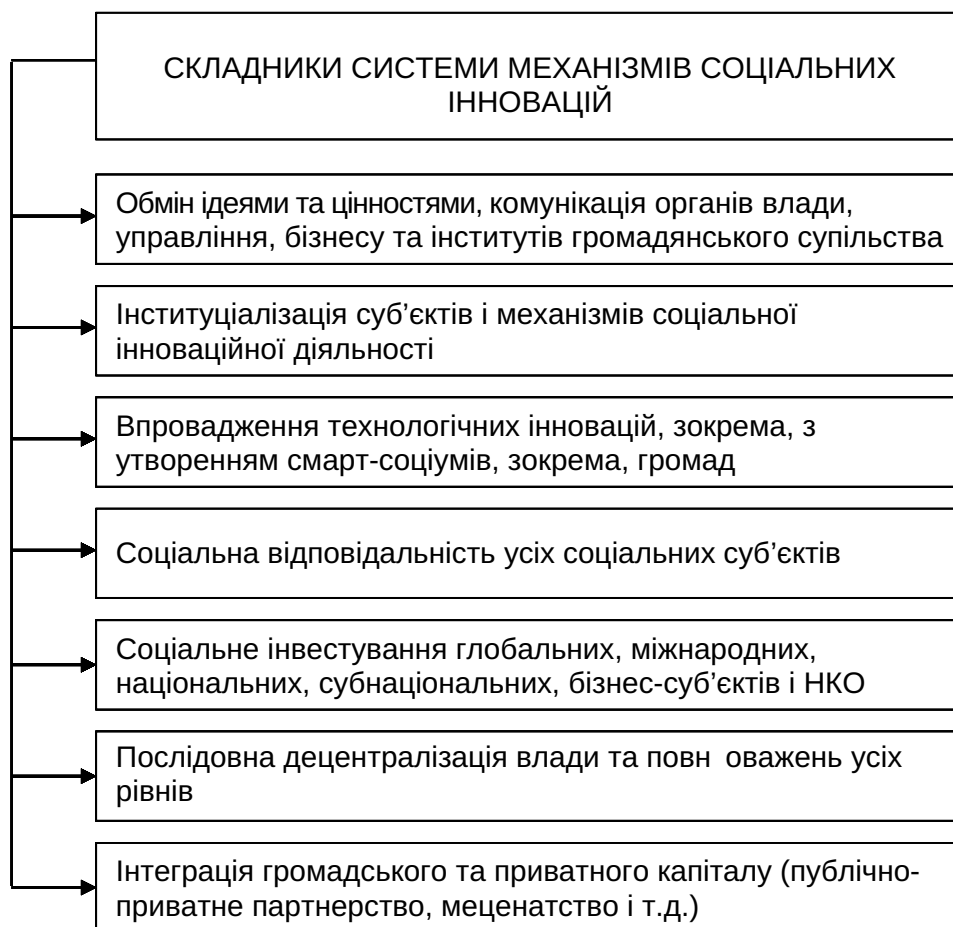 СКЛАДНИКИ СИСТЕМИ МЕХАНІЗМІВ СОЦІАЛЬНИХ
ІННОВАЦІЙ
Обмін ідеями та цінностями, комунікація органів влади,
управління, бізнесу та інститутів громадянського супільства
Інституціалізація суб’єктів і механізмів соціальної
інноваційної діяльності
Впровадження технологічних інновацій, зокрема, з
утворенням смарт-соціумів, зокрема, громад
Соціальна відповідальність усіх соціальних суб’єктів
Соціальне інвестування глобальних, міжнародних,
національних, субнаціональних, бізнес-суб’єктів і НКО
Послідовна децентралізація влади та повн оважень усіх
рівнів
Інтеграція громадського та приватного капіталу (публічно-
приватне партнерство, меценатство і т.д.)